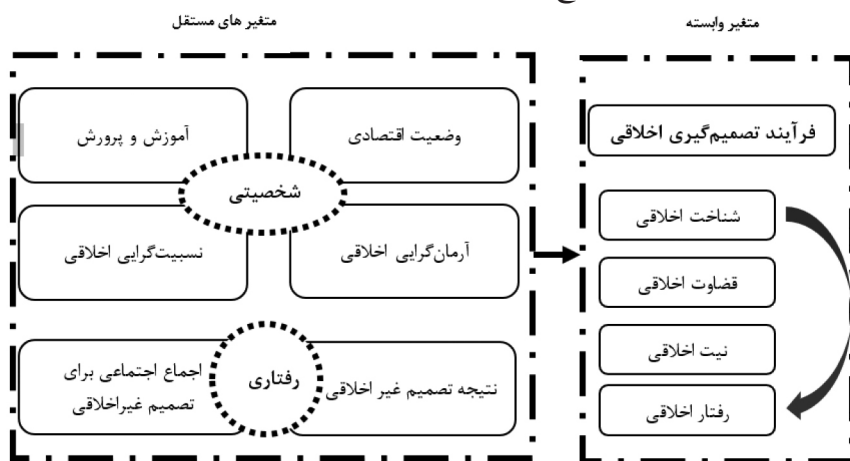 متغیر های مستقل
متغیر وابسته
آموزش و پرورش
وضعیت اقتصادی
شخصیتی
نسبیت‌گرایی اخلاقی
آرمان‌گرایی اخلاقی
اجماع اجتماعی برای
تصمیم غیراخلاقی
رفتاری
نتیجه تصمیم غیر اخلاقی
فرآیند تصمیم‌گیری اخلاقی
شناخت اخلاقی
قضاوت اخلاقی
نیت اخلاقی
رفتار اخلاقی